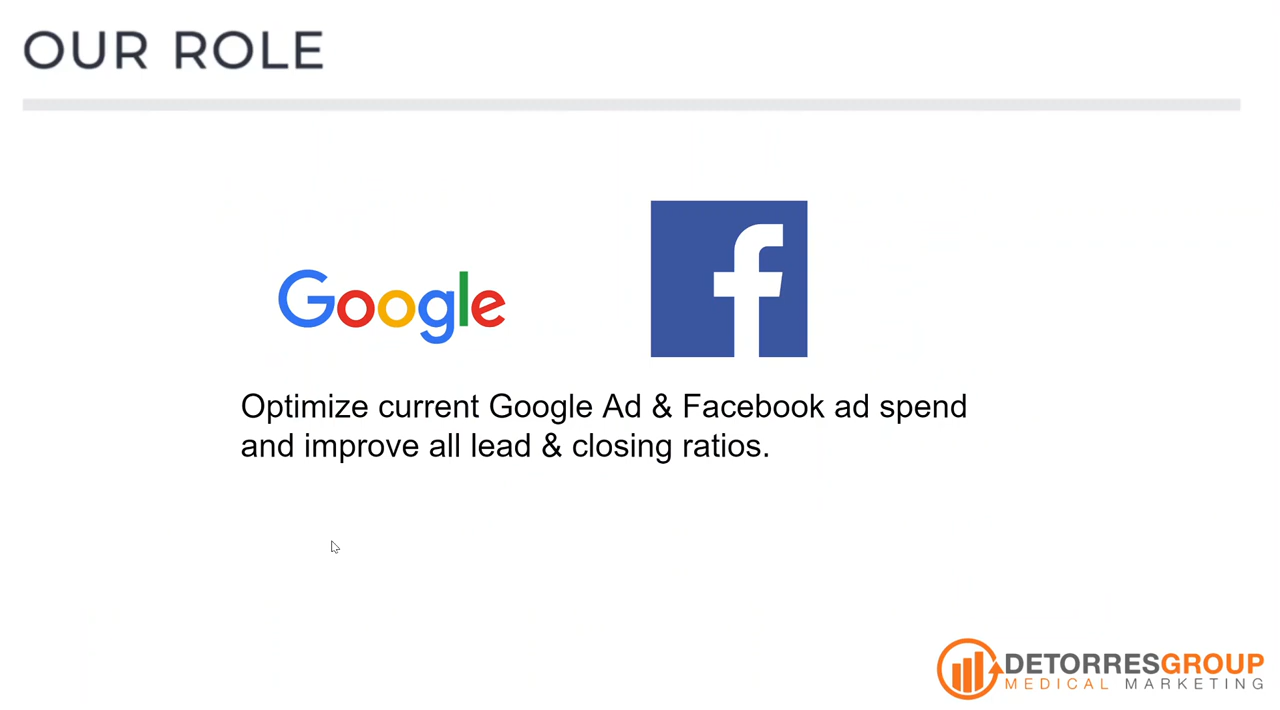 OUR ROLE
Google
Optimize current Google Ad & Facebook ad spend
and improve all lead & closing ratios.
DETORRESGROUP
MEDICAL MARKETING